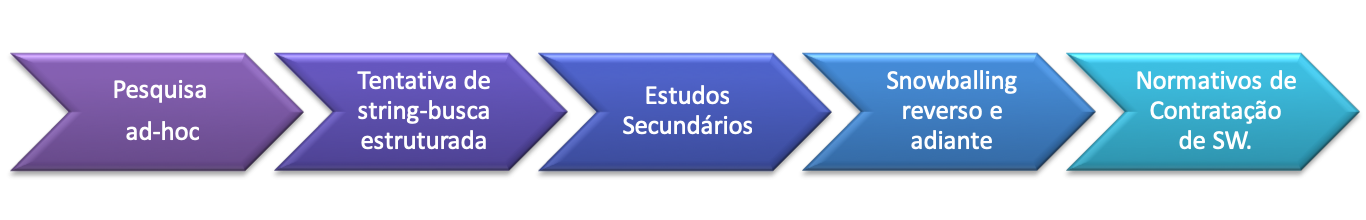 Pesquisa
ad-hoc
Tentativa de
string-busca
estruturada
Estudos
Secundários
Snowballing
reverso e
adiante
Normativos de
Contratação
de SW.